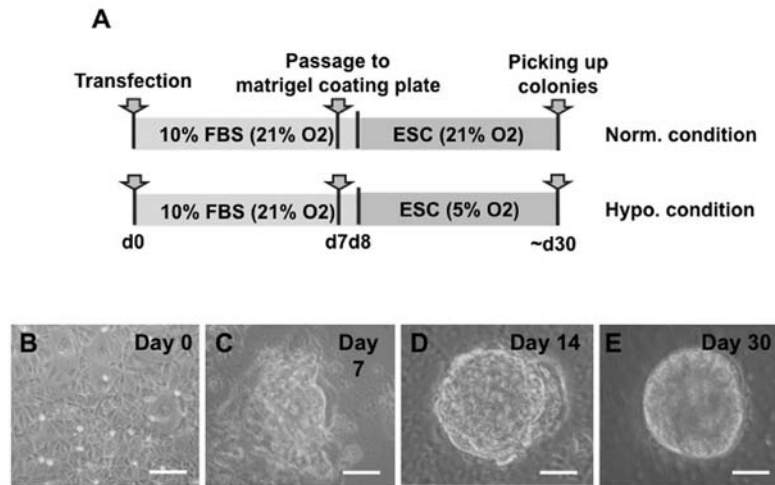 A
Transfection
Passage to
matrigel coating plate
Picking up
colonies
10% FBS (21% O2)
ESC (21% O2)
Norm. condition
10% FBS (21% O2)
ESC (5% O2)
Hypo. condition
d0
d7d8
~d30
B
Day 0
C
Day
7
D
Day 14
E
Day 30